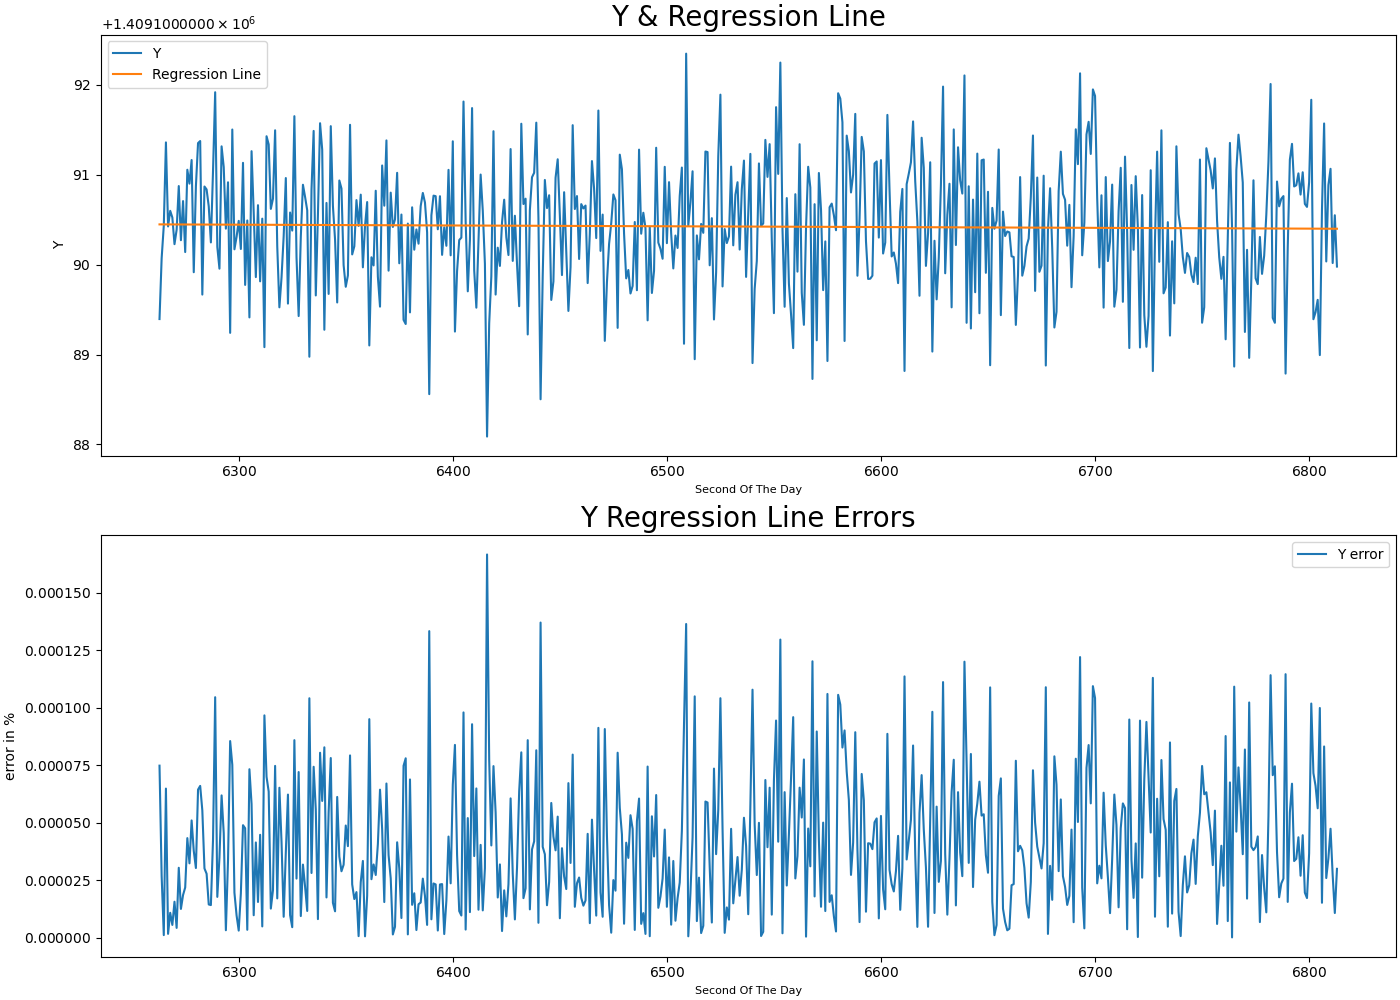 Y & Regression Line
+1.4091000000 × 10⁶
Y
Regression Line
92
91
90
89
88
Y
6300 6400 6500 6600 6700 6800
Second Of The Day
Y Regression Line Errors
Y error
0.000150
0.000125
0.000100
0.000075
0.000050
0.000025
0.000000
error in %
6300 6400 6500 6600 6700 6800
Second Of The Day